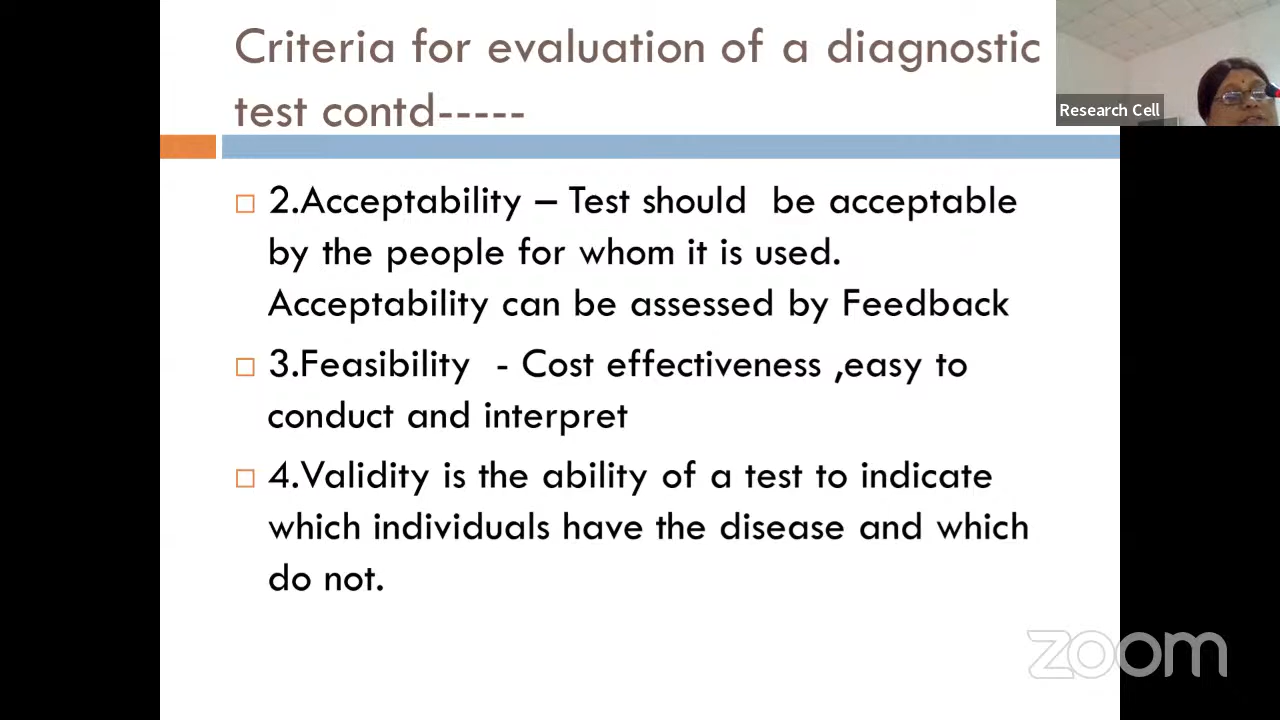 Criteria for evaluation of a diagnostic
test contd-----
Research Cell
2.Acceptability – Test should be acceptable
by the people for whom it is used.
Acceptability can be assessed by Feedback
3.Feasibility - Cost effectiveness ,easy to
conduct and interpret
4.Validity is the ability of a test to indicate
which individuals have the disease and which
do not.
zoom